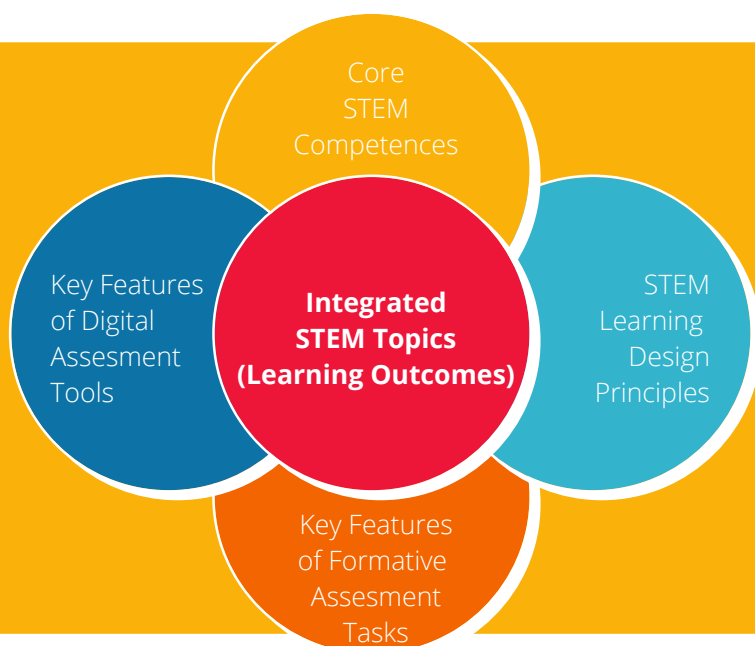 Core
STEM
Competences
Key Features
of Digital
Assesment
Tools
Integrated
STEM Topics
(Learning Outcomes)
STEM
Learning
Design
Principles
Key Features
of Formative
Assesment
Tasks